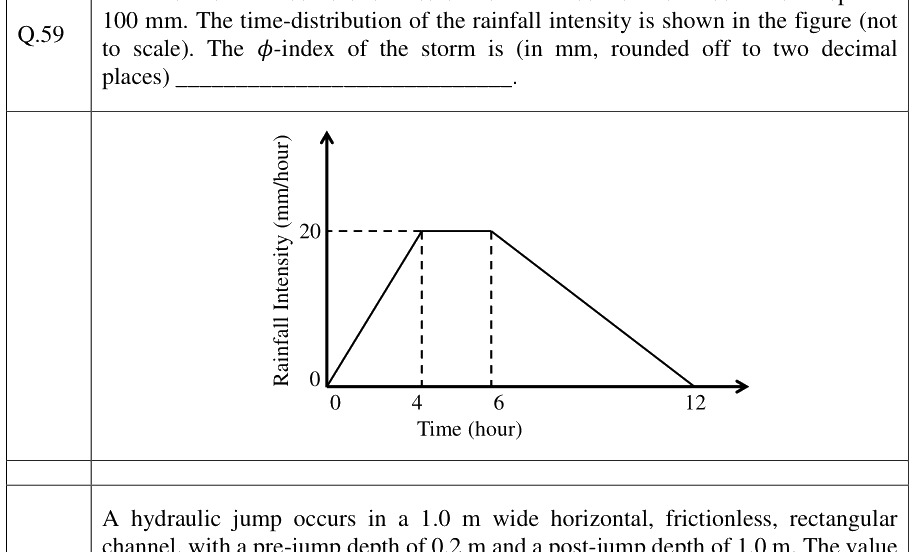 100 mm. The time-distribution of the rainfall intensity is shown in the figure (not
Q.59
to scale). The ϕ-index of the storm is (in mm, rounded off to two decimal
places) ______________________________.
Rainfall Intensity (mm/hour)
20
0
0 4 6 12
Time (hour)
A hydraulic jump occurs in a 1.0 m wide horizontal, frictionless, rectangular
channel, with a pre-jump depth of 0.2 m and a post-jump depth of 1.0 m. The value